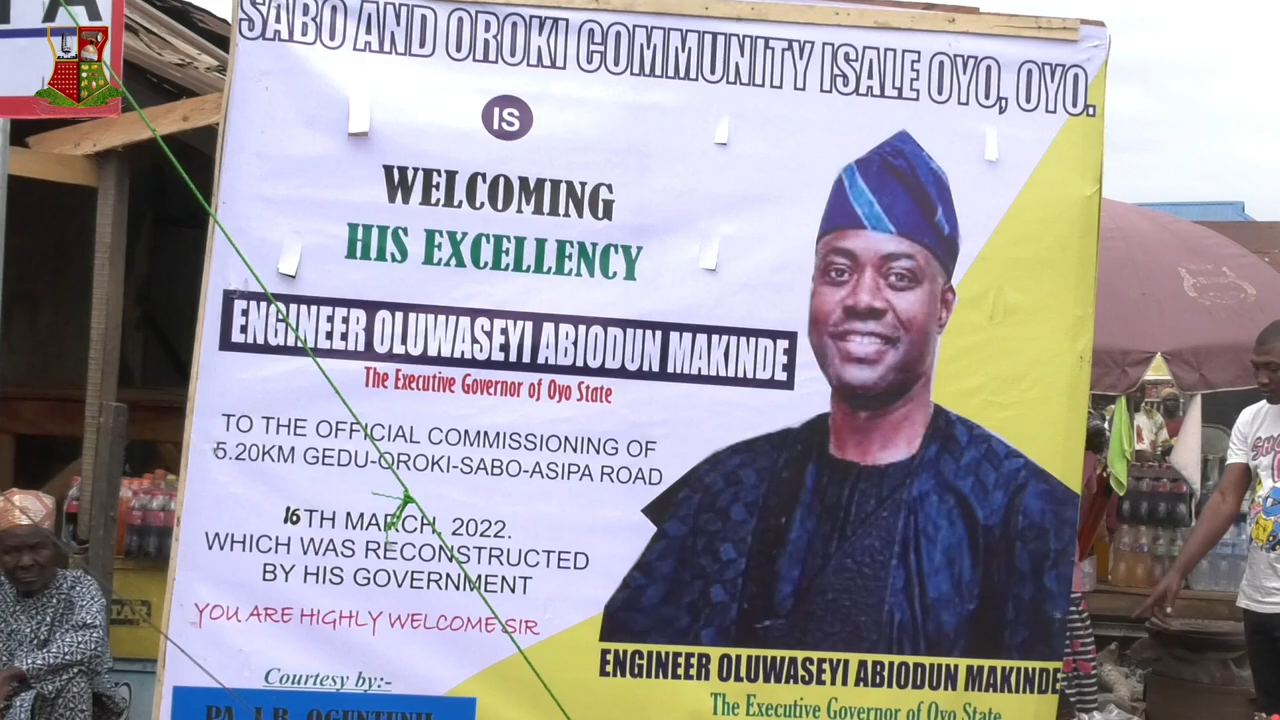 SABO AND OROKI COMMUNITY ISALE OYO, OYO.
IS
WELCOMING
HIS EXCELLENCY
ENGINEER OLUWASEYI ABIODUN MAKINDE
The Executive Governor of Oyo State
TO THE OFFICIAL COMMISSIONING OF
5.20KM GEDU-OROKI-SABO-ASIPA ROAD
16TH MARCH, 2022.
WHICH WAS RECONSTRUCTED
BY HIS GOVERNMENT
YOU ARE HIGHLY WELCOME SIR
Courtesy by:-
PA. J.B. OGUNTUNJI
ENGINEER OLUWASEYI ABIODUN MAKINDE
The Executive Governor of Oyo State
TAR